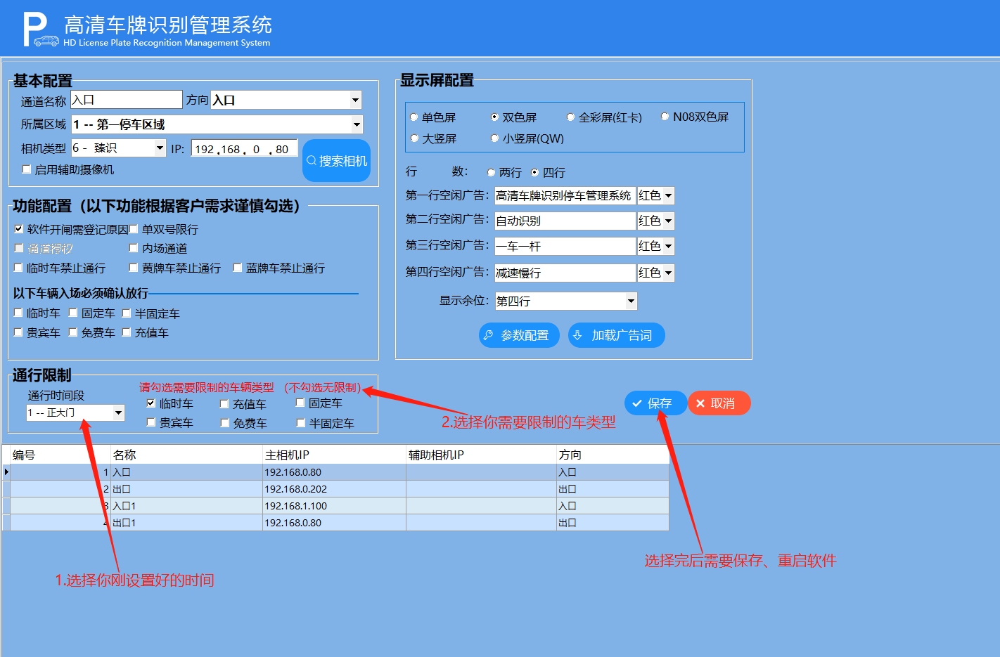 P 高清车牌识别管理系统
HD License Plate Recognition Management System
基本配置
通道名称 入口 方向 入口
所属区域 1 -- 第一停车区域
相机类型 6 - 臻识 IP: 192 .168 . 0 .80
搜索相机
启用辅助摄像机
功能配置（以下功能根据客户需求谨慎勾选）
软件开闸需登记原因 单双号限行
通道授权 内场通道
临时车禁止通行 黄牌车禁止通行 蓝牌车禁止通行
以下车辆入场必须确认放行
临时车 固定车 半固定车
贵宾车 免费车 充值车
显示屏配置
单色屏 双色屏 全彩屏(红卡) N08双色屏
大竖屏 小竖屏(QW)
行 数: 两行 四行
第一行空闲广告: 高清车牌识别停车管理系统 红色
第二行空闲广告: 自动识别 红色
第三行空闲广告: 一车一杆 红色
第四行空闲广告: 减速慢行 红色
显示余位: 第四行
参数配置 加载广告词
通行限制
通行时间段
1 -- 正大门
请勾选需要限制的车辆类型 （不勾选无限制）
临时车 充值车 固定车
贵宾车 免费车 半固定车
2.选择你需要限制的车类型
保存 取消
编号 名称 主相机IP 辅助相机IP 方向
1 入口 192.168.0.80 入口
2 出口 192.168.0.202 出口
3 入口1 192.168.1.100 入口
4 出口1 192.168.0.80 出口
选择完后需要保存、重启软件
1.选择你刚设置好的时间